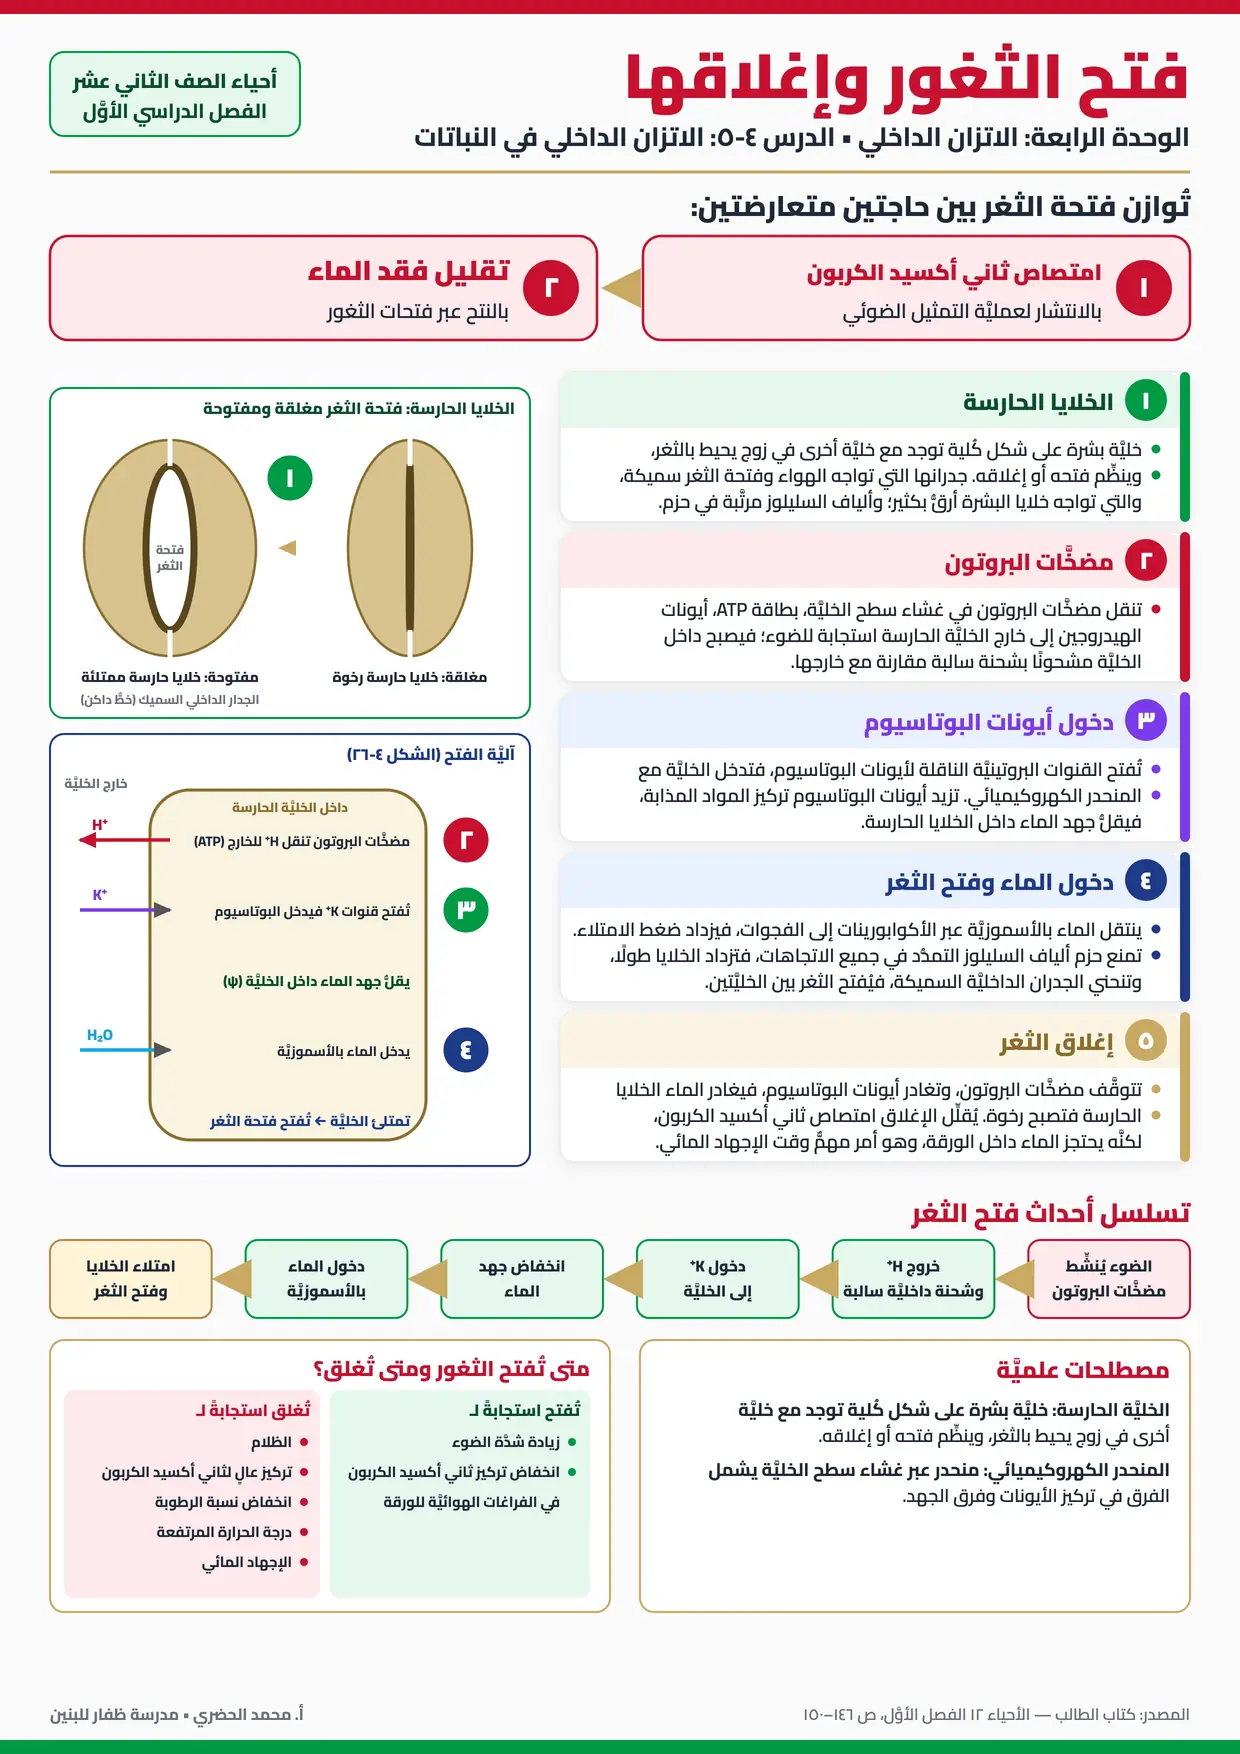 فتح الثغور وإغلاقها
أحياء الصف الثاني عشر
الفصل الدراسي الأوَّل
الوحدة الرابعة: الاتزان الداخلي ▪ الدرس ٤-٥: الاتزان الداخلي في النباتات
تُوازن فتحة الثغر بين حاجتين متعارضتين:
١
امتصاص ثاني أكسيد الكربون
بالانتشار لعمليَّة التمثيل الضوئي
٢
تقليل فقد الماء
بالنتح عبر فتحات الثغور
١
الخلايا الحارسة
• خليَّة بشرة على شكل كُلية توجد مع خليَّة أخرى في زوج يحيط بالثغر،
• وينظِّم فتحه أو إغلاقه. جدرانها التي تواجه الهواء وفتحة الثغر سميكة،
والتي تواجه خلايا البشرة أرقُّ بكثير؛ وألياف السليلوز مرتَّبة في حزم.
٢
مضخَّات البروتون
• تنقل مضخَّات البروتون في غشاء سطح الخليَّة، بطاقة ATP، أيونات
الهيدروجين إلى خارج الخليَّة الحارسة استجابة للضوء؛ فيصبح داخل
الخليَّة مشحونًا بشحنة سالبة مقارنة مع خارجها.
٣
دخول أيونات البوتاسيوم
• تُفتح القنوات البروتينيَّة الناقلة لأيونات البوتاسيوم، فتدخل الخليَّة مع
• المنحدر الكهروكيميائي. تزيد أيونات البوتاسيوم تركيز المواد المذابة،
فيقلُّ جهد الماء داخل الخلايا الحارسة.
٤
دخول الماء وفتح الثغر
• ينتقل الماء بالأسموزيَّة عبر الأكوابورينات إلى الفجوات، فيزداد ضغط الامتلاء.
• تمنع حزم ألياف السليلوز التمدُّد في جميع الاتجاهات، فتزداد الخلايا طولًا،
وتنحني الجدران الداخليَّة السميكة، فيُفتح الثغر بين الخليَّتين.
٥
إغلاق الثغر
• تتوقَّف مضخَّات البروتون، وتغادر أيونات البوتاسيوم، فيغادر الماء الخلايا
• الحارسة فتصبح رخوة. يُقلِّل الإغلاق امتصاص ثاني أكسيد الكربون،
لكنَّه يحتجز الماء داخل الورقة، وهو أمر مهمٌّ وقت الإجهاد المائي.
الخلايا الحارسة: فتحة الثغر مغلقة ومفتوحة
١
فتحة
الثغر
مغلقة: خلايا حارسة رخوة
مفتوحة: خلايا حارسة ممتلئة
الجدار الداخلي السميك (خطٌّ داكن)
آليَّة الفتح (الشكل ٤-٢٦)
خارج الخليَّة
داخل الخليَّة الحارسة
٢
مضخَّات البروتون تنقل H⁺ للخارج (ATP)
H⁺
٣
تُفتح قنوات K⁺ فيدخل البوتاسيوم
K⁺
يقلُّ جهد الماء داخل الخليَّة (ψ)
٤
يدخل الماء بالأسموزيَّة
H₂O
تمتلئ الخليَّة ← تُفتح فتحة الثغر
تسلسل أحداث فتح الثغر
الضوء يُنشِّط
مضخَّات البروتون
خروج H⁺
وشحنة داخليَّة سالبة
دخول K⁺
إلى الخليَّة
انخفاض جهد
الماء
دخول الماء
بالأسموزيَّة
امتلاء الخلايا
وفتح الثغر
مصطلحات علميَّة
الخليَّة الحارسة: خليَّة بشرة على شكل كُلية توجد مع خليَّة
أخرى في زوج يحيط بالثغر، وينظِّم فتحه أو إغلاقه.
المنحدر الكهروكيميائي: منحدر عبر غشاء سطح الخليَّة يشمل
الفرق في تركيز الأيونات وفرق الجهد.
متى تُفتح الثغور ومتى تُغلق؟
تُفتح استجابةً لـ
• زيادة شدَّة الضوء
• انخفاض تركيز ثاني أكسيد الكربون
في الفراغات الهوائيَّة للورقة
تُغلق استجابةً لـ
• الظلام
• تركيز عالٍ لثاني أكسيد الكربون
• انخفاض نسبة الرطوبة
• درجة الحرارة المرتفعة
• الإجهاد المائي
المصدر: كتاب الطالب — الأحياء ١٢ الفصل الأوَّل، ص ١٤٦–١٥٠
أ. محمد الحضري ▪ مدرسة ظفار للبنين